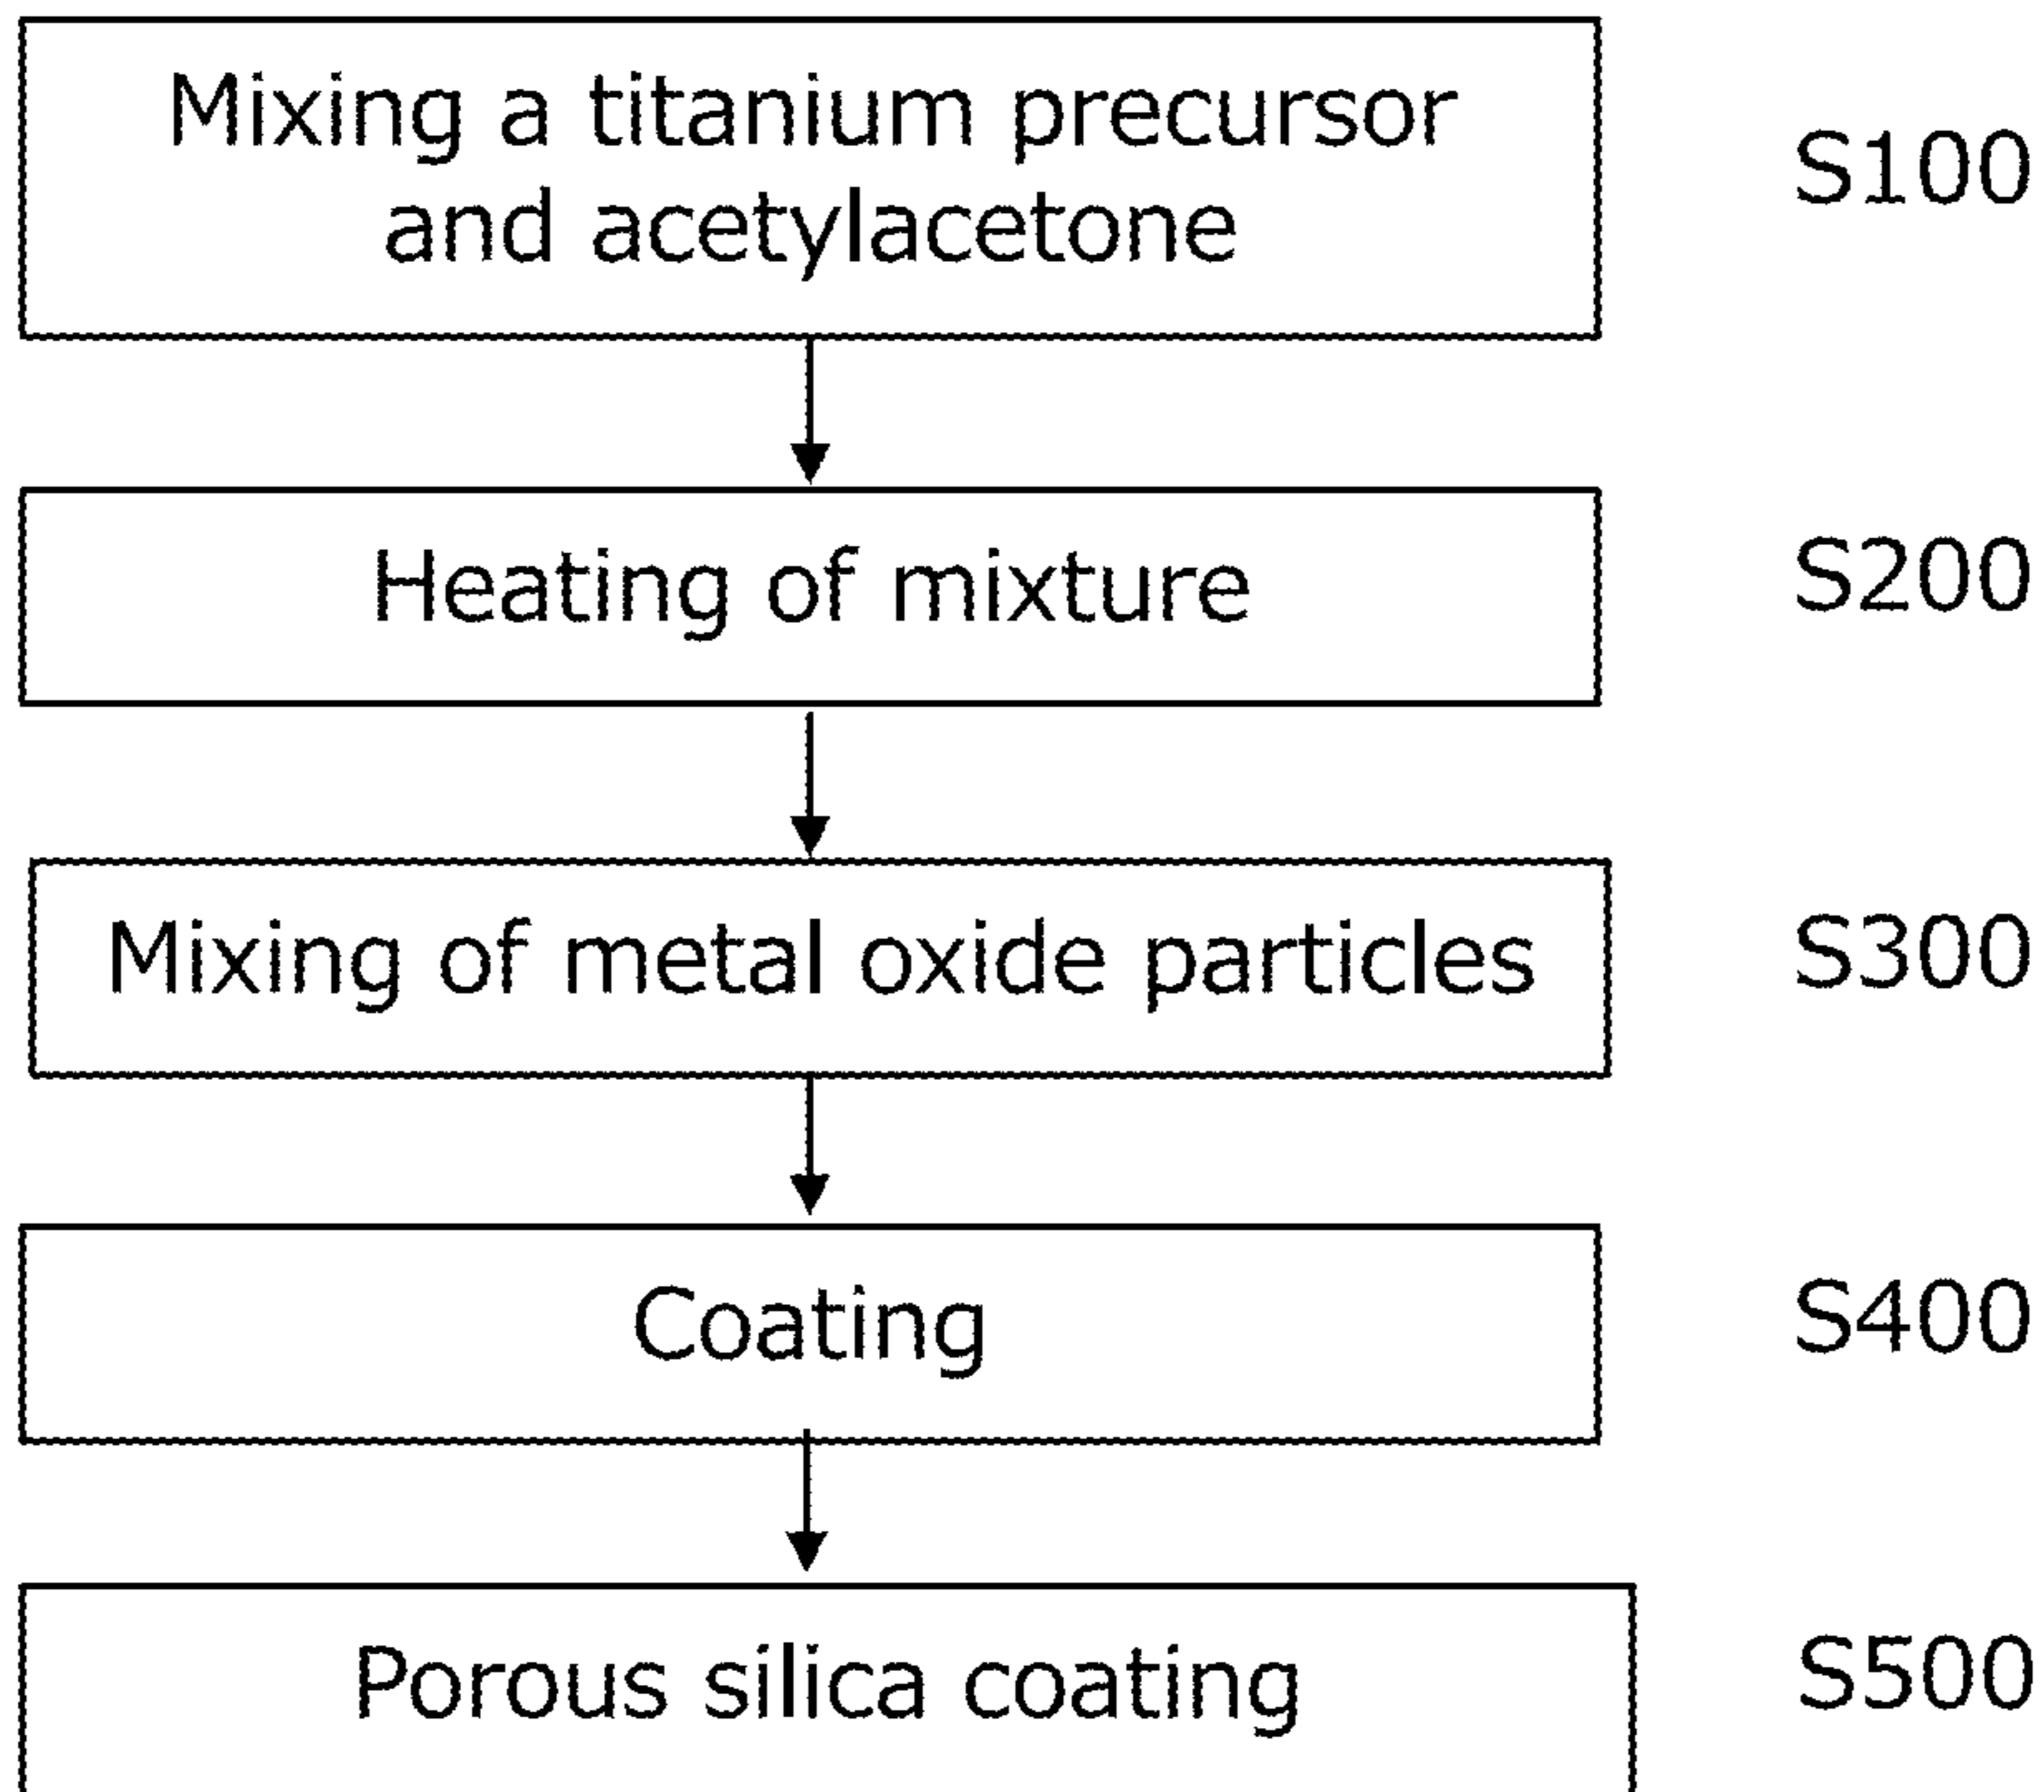 Mixing a titanium precursor
and acetylacetone
S100
Heating of mixture
S200
Mixing of metal oxide particles
S300
Coating
S400
Porous silica coating
S500